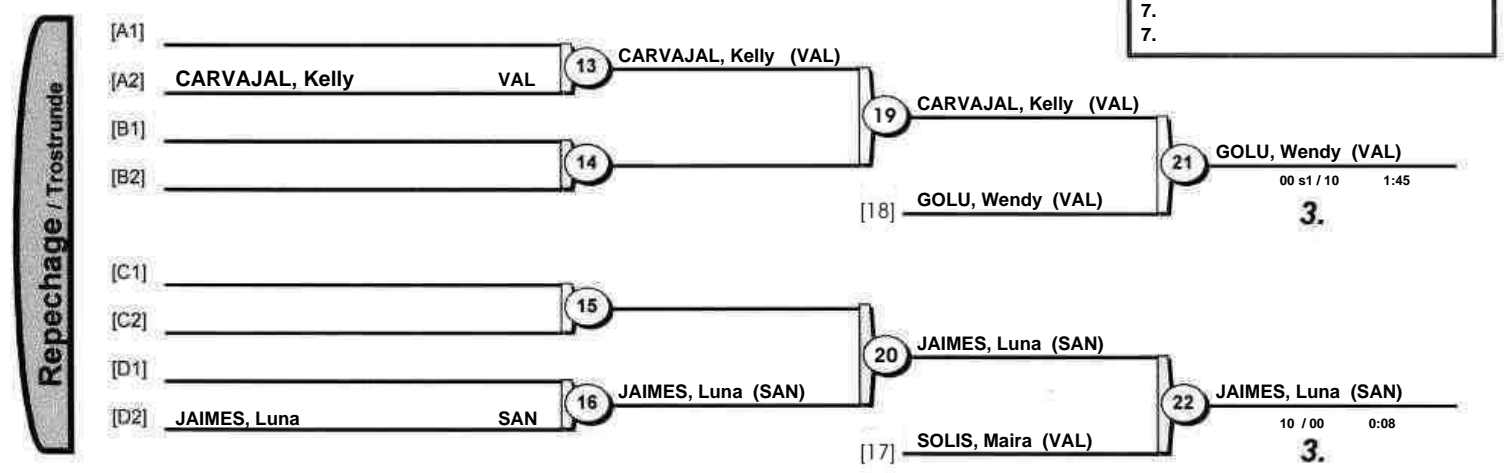 7.
7.
Repechage / Trostrunde
[A1]
13
CARVAJAL, Kelly (VAL)
[A2] CARVAJAL, Kelly VAL
19
CARVAJAL, Kelly (VAL)
[B1]
14
[B2]
21
GOLU, Wendy (VAL)
00 s1 / 10 1:45
3.
[18] GOLU, Wendy (VAL)
[C1]
15
[C2]
20
JAIMES, Luna (SAN)
[D1]
16
JAIMES, Luna (SAN)
[D2] JAIMES, Luna SAN
22
JAIMES, Luna (SAN)
10 / 00 0:08
3.
[17] SOLIS, Maira (VAL)